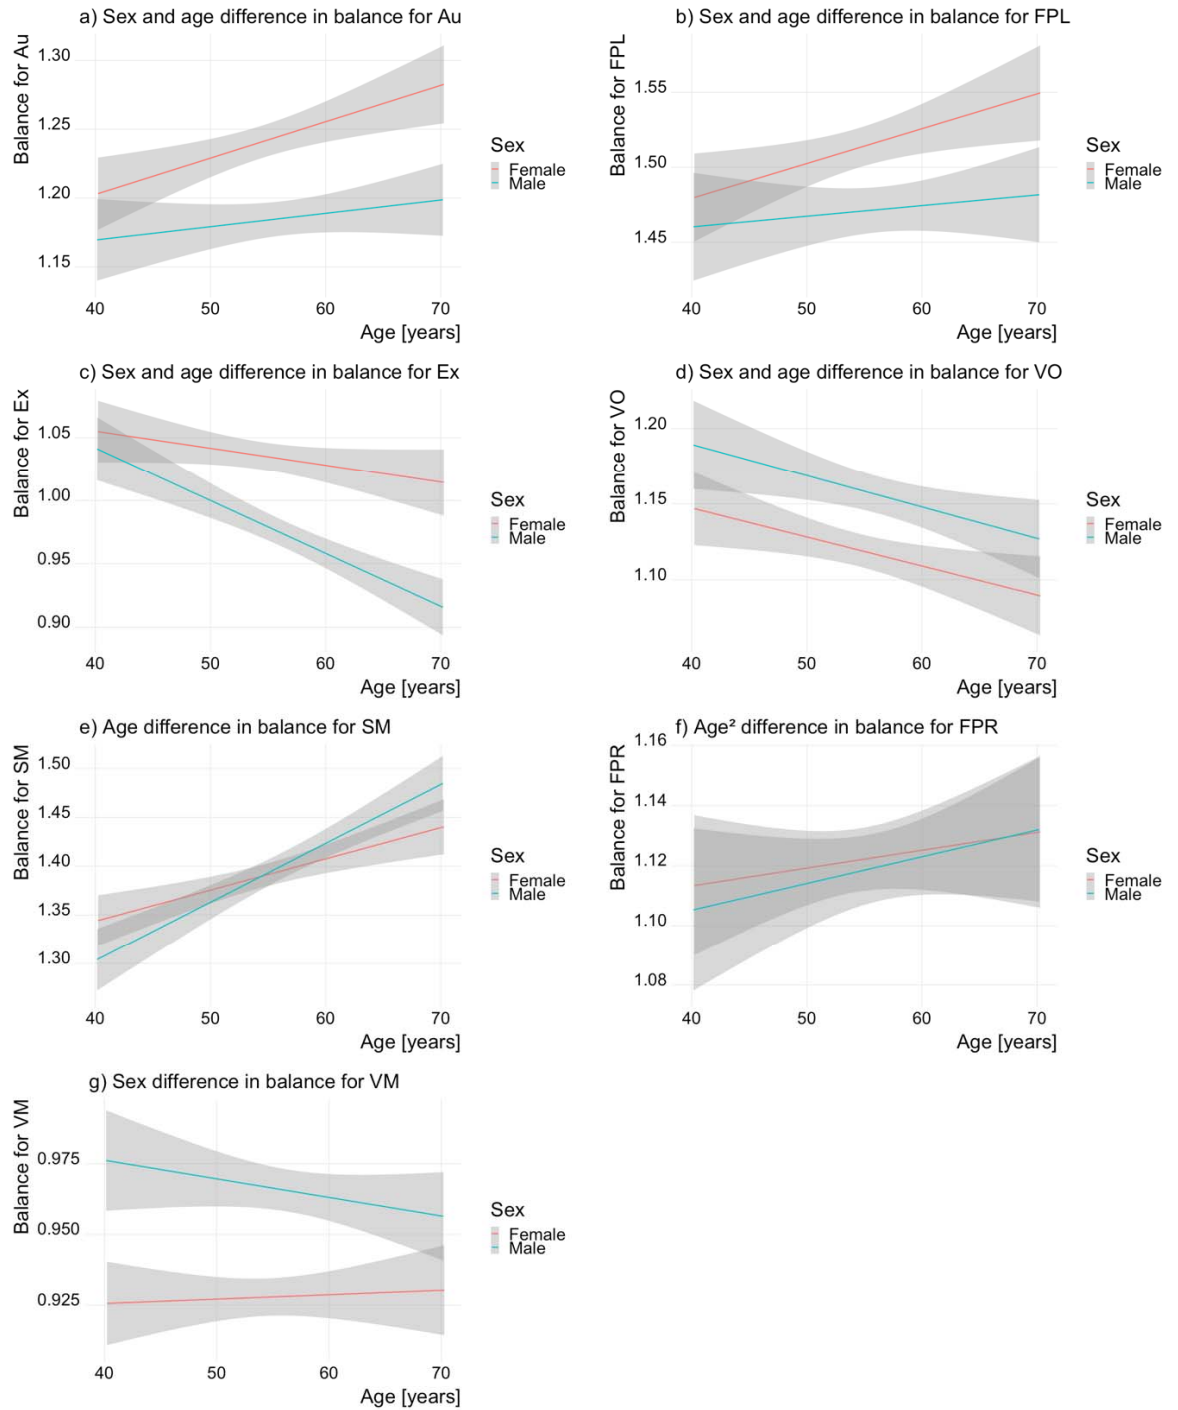 a) Sex and age difference in balance for Au
Balance for Au
1.30
1.25
1.20
1.15
40 50 60 70
Age [years]
Sex
Female
Male
b) Sex and age difference in balance for FPL
Balance for FPL
1.55
1.50
1.45
40 50 60 70
Age [years]
Sex
Female
Male
c) Sex and age difference in balance for Ex
Balance for Ex
1.05
1.00
0.95
0.90
40 50 60 70
Age [years]
Sex
Female
Male
d) Sex and age difference in balance for VO
Balance for VO
1.20
1.15
1.10
40 50 60 70
Age [years]
Sex
Female
Male
e) Age difference in balance for SM
Balance for SM
1.50
1.45
1.40
1.35
1.30
40 50 60 70
Age [years]
Sex
Female
Male
f) Age² difference in balance for FPR
Balance for FPR
1.16
1.14
1.12
1.10
1.08
40 50 60 70
Age [years]
Sex
Female
Male
g) Sex difference in balance for VM
Balance for VM
0.975
0.950
0.925
40 50 60 70
Age [years]
Sex
Female
Male